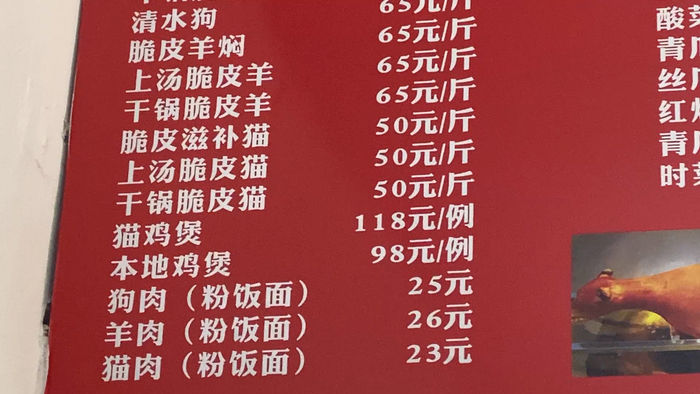 清水狗 65元/斤
脆皮羊焖 65元/斤
上汤脆皮羊 65元/斤
干锅脆皮羊 65元/斤
脆皮滋补猫 50元/斤
上汤脆皮猫 50元/斤
干锅脆皮猫 50元/斤
猫鸡煲 118元/例
本地鸡煲 98元/例
狗肉（粉饭面） 25元
羊肉（粉饭面） 26元
猫肉（粉饭面） 23元
酸
青
丝
红
青
时